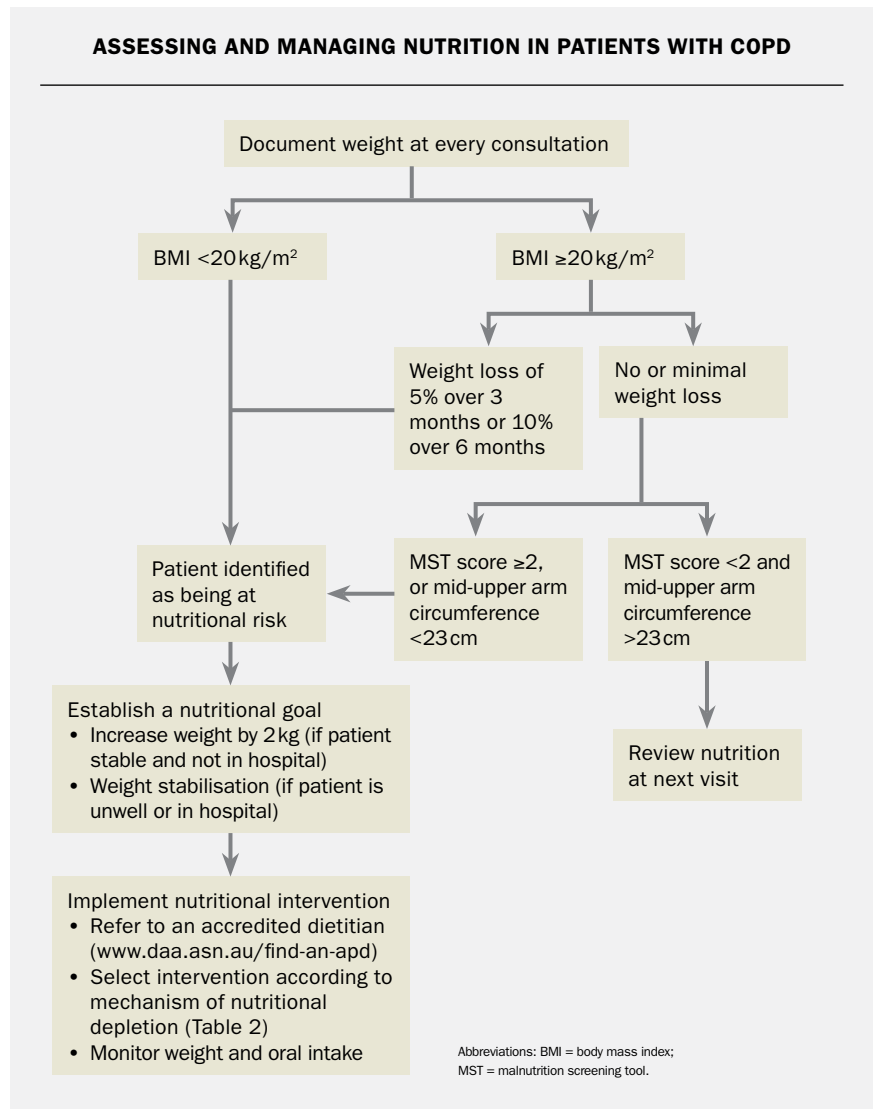 ASSESSING AND MANAGING NUTRITION IN PATIENTS WITH COPD
Document weight at every consultation
BMI <20 kg/m²
BMI ≥20 kg/m²
Weight loss of
5% over 3
months or 10%
over 6 months
No or minimal
weight loss
Patient identified
as being at
nutritional risk
MST score ≥2,
or mid-upper arm
circumference
<23 cm
MST score <2 and
mid-upper arm
circumference
>23 cm
Establish a nutritional goal
• Increase weight by 2 kg (if patient
stable and not in hospital)
• Weight stabilisation (if patient is
unwell or in hospital)
Review nutrition
at next visit
Implement nutritional intervention
• Refer to an accredited dietitian
(www.daa.asn.au/find-an-apd)
• Select intervention according to
mechanism of nutritional
depletion (Table 2)
• Monitor weight and oral intake
Abbreviations: BMI = body mass index;
MST = malnutrition screening tool.